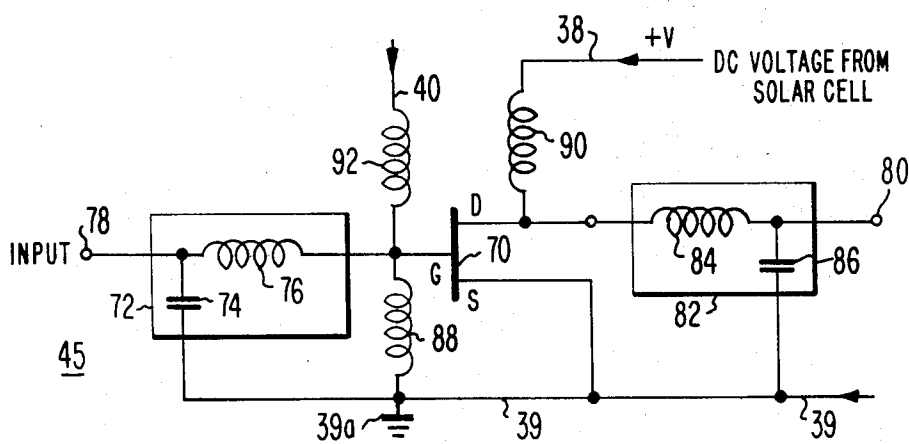 38
+V
DC VOLTAGE FROM
SOLAR CELL
40
92
90
80
78
INPUT
D
70
G
S
72
74
76
88
84
86
82
45
39a
39
39